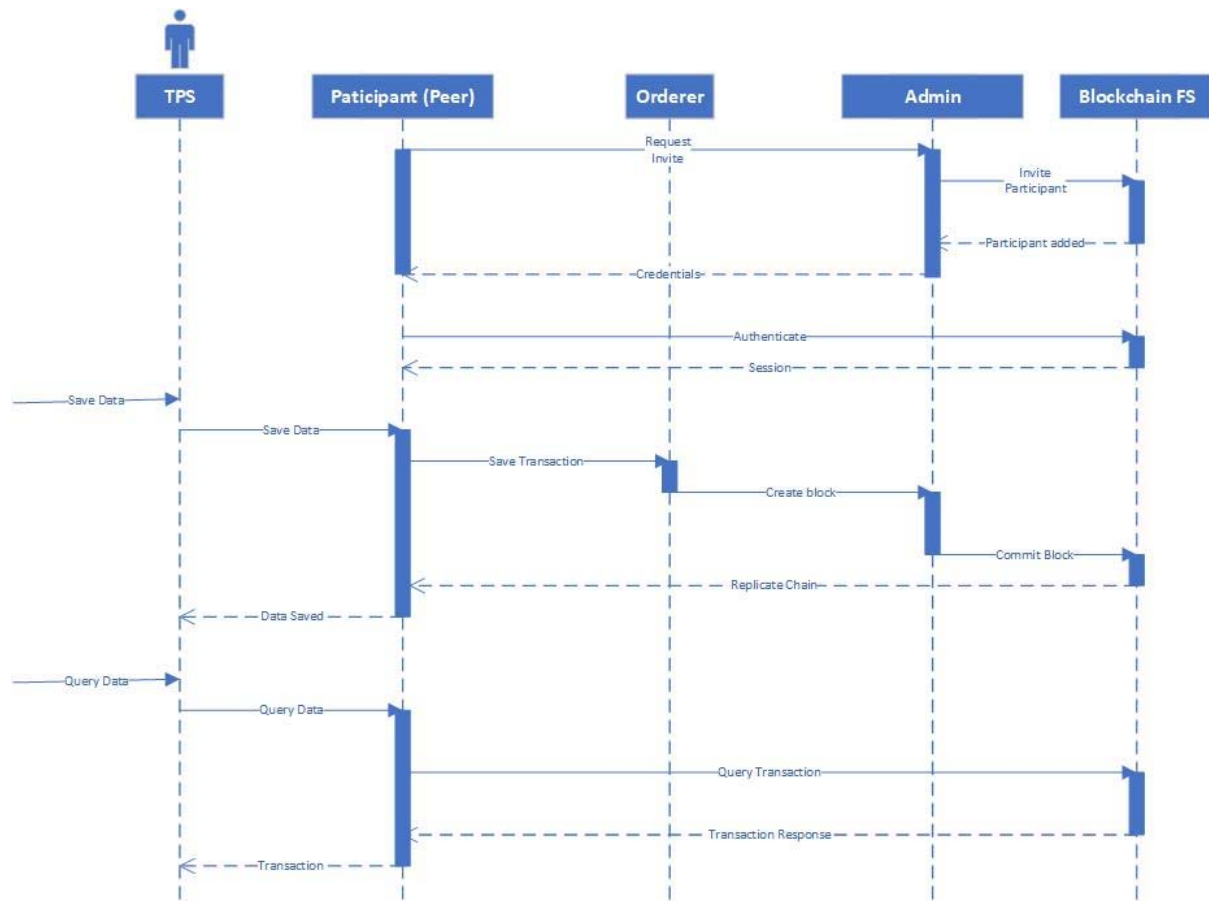 TPS
Paticipant (Peer)
Orderer
Admin
Blockchain FS
Request
Invite
Invite
Participant
Participant added
Credentials
Authenticate
Session
Save Data
Save Data
Save Transaction
Create block
Commit Block
Replicate Chain
Data Saved
Query Data
Query Data
Query Transaction
Transaction Response
Transaction